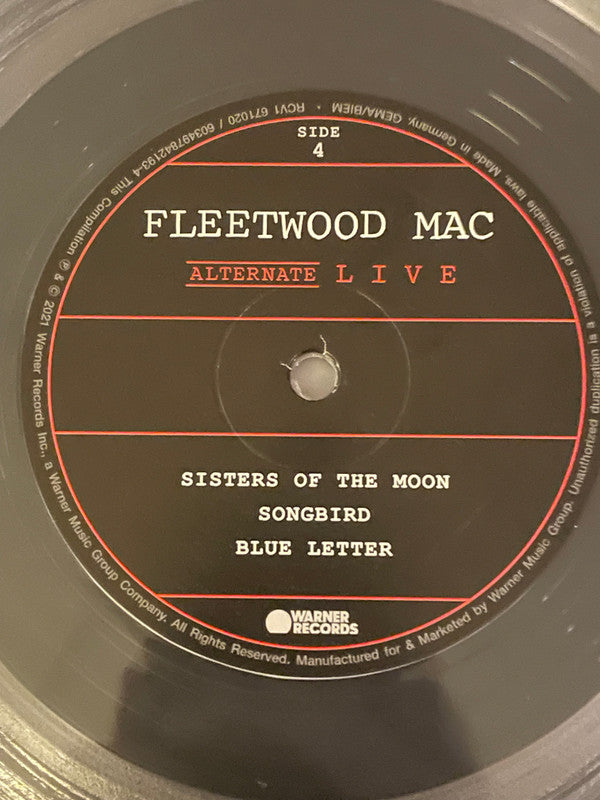 SIDE
4
FLEETWOOD MAC
ALTERNATE LIVE
SISTERS OF THE MOON
SONGBIRD
BLUE LETTER
WARNER
RECORDS
This Compilation ℗ & © 2021 Warner Records Inc., a Warner Music Group Company. All Rights Reserved. Manufactured for & Marketed by Warner Music Group. Unauthorized duplication is a violation of applicable laws. Made in Germany. GEMA/BIEM • RCV1 671020 / 603497842193-4